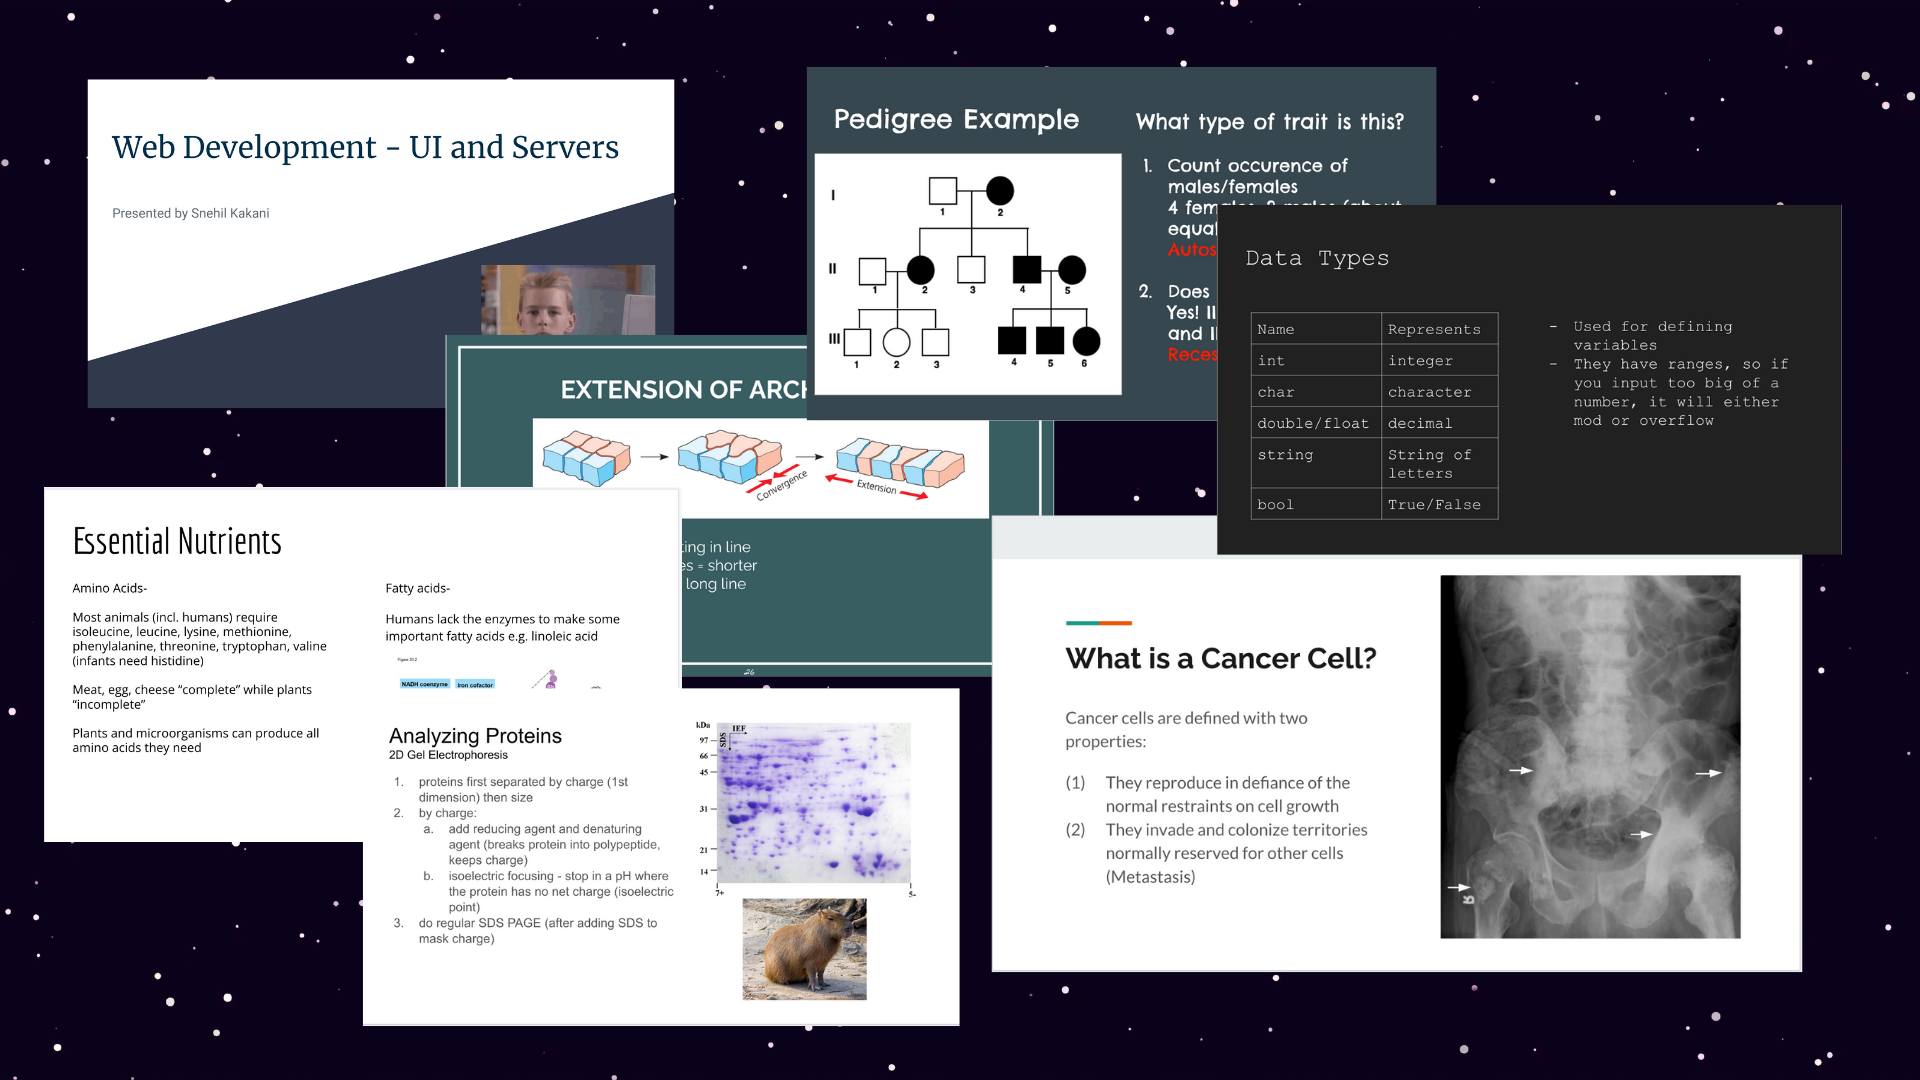 Web Development - UI and Servers
Presented by Snehil Kakani
Pedigree Example
I
1
2
II
1
2
3
4
5
III
1
2
3
4
5
6
What type of trait is this?
1. Count occurence of
males/females
4
equal
Autos
2. Does
Yes!
and
Reces
Data Types
Name Represents
int integer
char character
double/float decimal
string String of
letters
bool True/False
- Used for defining
variables
- They have ranges, so if
you input too big of a
number, it will either
mod or overflow
EXTENSION OF ARCH
Convergence
Extension
ting in line
es = shorter
long line
26
Essential Nutrients
Amino Acids-
Most animals (incl. humans) require
isoleucine, leucine, lysine, methionine,
phenylalanine, threonine, tryptophan, valine
(infants need histidine)
Meat, egg, cheese “complete” while plants
“incomplete”
Plants and microorganisms can produce all
amino acids they need
Fatty acids-
Humans lack the enzymes to make some
important fatty acids e.g. linoleic acid
NADH coenzyme
Iron cofactor
Analyzing Proteins
2D Gel Electrophoresis
1. proteins first separated by charge (1st
dimension) then size
2. by charge:
a. add reducing agent and denaturing
agent (breaks protein into polypeptide,
keeps charge)
b. isoelectric focusing - stop in a pH where
the protein has no net charge (isoelectric
point)
3. do regular SDS PAGE (after adding SDS to
mask charge)
kDa
IEF
SDS
97
66
45
31
21
14
7+
5-
What is a Cancer Cell?
Cancer cells are defined with two
properties:
(1) They reproduce in defiance of the
normal restraints on cell growth
(2) They invade and colonize territories
normally reserved for other cells
(Metastasis)
R